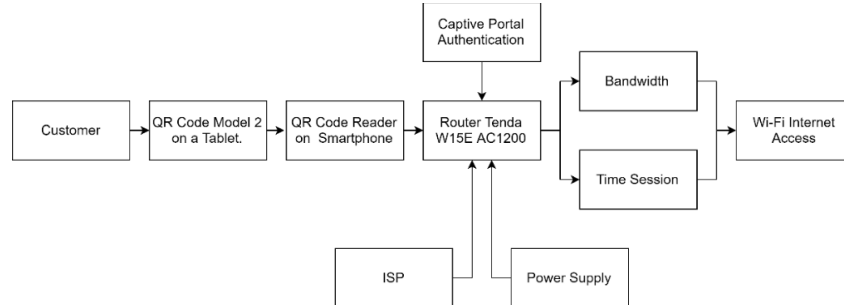 Captive Portal
Authentication
Bandwidth
Customer
QR Code Model 2
on a Tablet.
QR Code Reader
on Smartphone
Router Tenda
W15E AC1200
Wi-Fi Internet
Access
Time Session
ISP
Power Supply